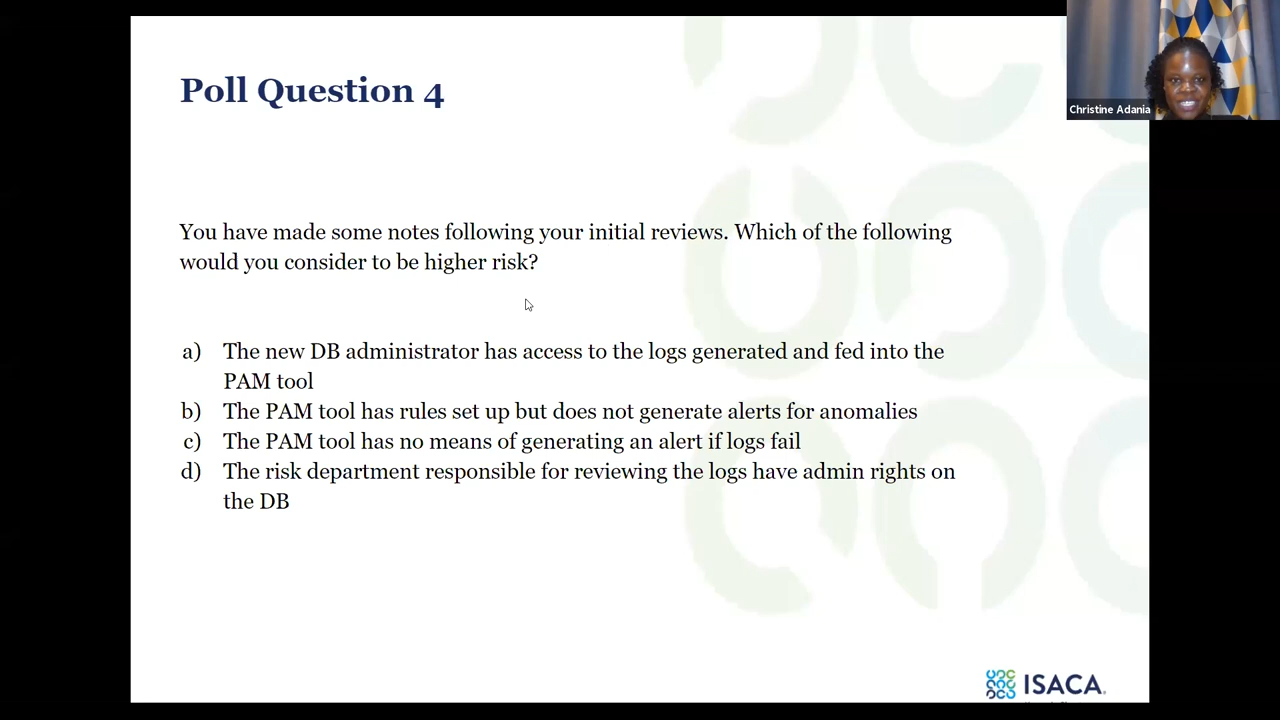 Poll Question 4
Christine Adania
You have made some notes following your initial reviews. Which of the following
would you consider to be higher risk?
a) The new DB administrator has access to the logs generated and fed into the
PAM tool
b) The PAM tool has rules set up but does not generate alerts for anomalies
c) The PAM tool has no means of generating an alert if logs fail
d) The risk department responsible for reviewing the logs have admin rights on
the DB
ISACA.